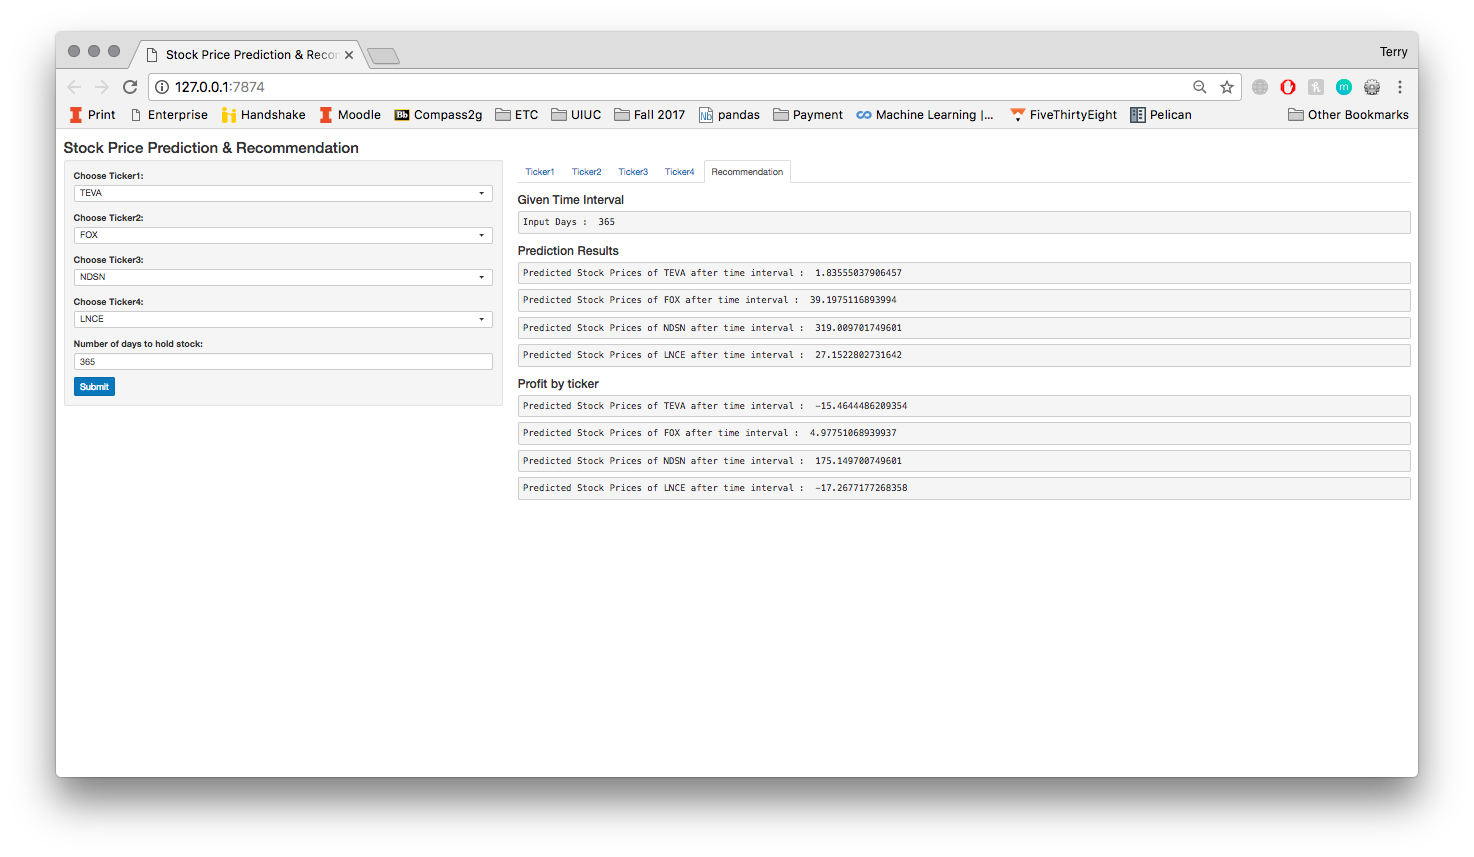 Stock Price Prediction & Recor
Terry
127.0.0.1:7874
Print Enterprise Handshake Moodle Bb Compass2g ETC UIUC Fall 2017 pandas Payment Machine Learning |... FiveThirtyEight Pelican Other Bookmarks
Stock Price Prediction & Recommendation
Choose Ticker1:
TEVA
Choose Ticker2:
FOX
Choose Ticker3:
NDSN
Choose Ticker4:
LNCE
Number of days to hold stock:
365
Submit
Ticker1 Ticker2 Ticker3 Ticker4 Recommendation
Given Time Interval
Input Days : 365
Prediction Results
Predicted Stock Prices of TEVA after time interval : 1.83555037906457
Predicted Stock Prices of FOX after time interval : 39.1975116893994
Predicted Stock Prices of NDSN after time interval : 319.009701749601
Predicted Stock Prices of LNCE after time interval : 27.1522802731642
Profit by ticker
Predicted Stock Prices of TEVA after time interval : -15.4644486209354
Predicted Stock Prices of FOX after time interval : 4.97751068939937
Predicted Stock Prices of NDSN after time interval : 175.149700749601
Predicted Stock Prices of LNCE after time interval : -17.2677177268358